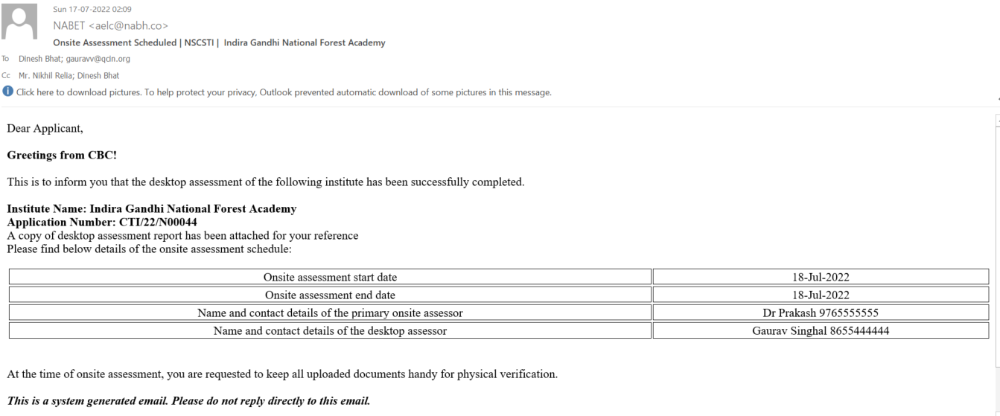 Sun 17-07-2022 02:09
NABET <aelc@nabh.co>
Onsite Assessment Scheduled | NSCSTI | Indira Gandhi National Forest Academy
To Dinesh Bhat; gauravv@qcin.org
Cc Mr. Nikhil Relia; Dinesh Bhat
Click here to download pictures. To help protect your privacy, Outlook prevented automatic download of some pictures in this message.
Dear Applicant,
Greetings from CBC!
This is to inform you that the desktop assessment of the following institute has been successfully completed.
Institute Name: Indira Gandhi National Forest Academy
Application Number: CTI/22/N00044
A copy of desktop assessment report has been attached for your reference
Please find below details of the onsite assessment schedule:
Onsite assessment start date 18-Jul-2022
Onsite assessment end date 18-Jul-2022
Name and contact details of the primary onsite assessor Dr Prakash 9765555555
Name and contact details of the desktop assessor Gaurav Singhal 8655444444
At the time of onsite assessment, you are requested to keep all uploaded documents handy for physical verification.
This is a system generated email. Please do not reply directly to this email.